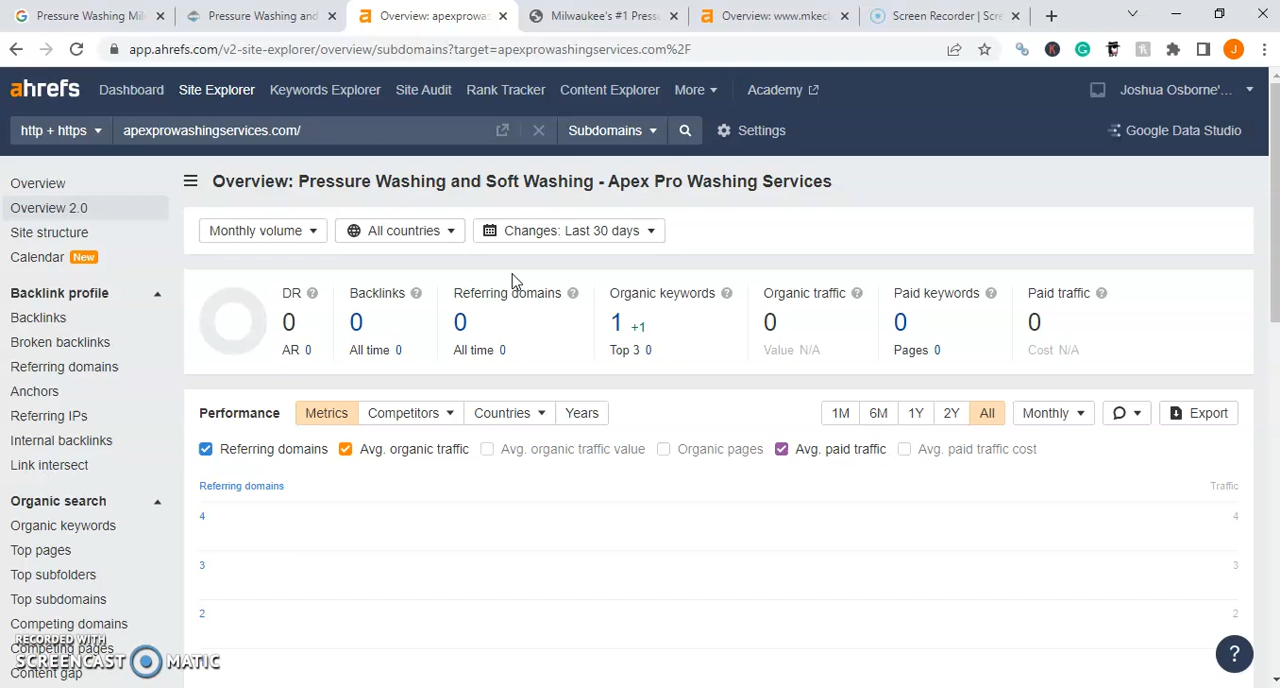 Pressure Washing Mil
Pressure Washing and
Overview: apexprowas
Milwaukee's #1 Press
Overview: www.mkecl
Screen Recorder | Scre
app.ahrefs.com/v2-site-explorer/overview/subdomains?target=apexprowashingservices.com%2F
J
ahrefs
Dashboard
Site Explorer
Keywords Explorer
Site Audit
Rank Tracker
Content Explorer
More
Academy
Joshua Osborne'...
http + https
apexprowashingservices.com/
Subdomains
Settings
Google Data Studio
Overview
Overview 2.0
Site structure
Calendar New
Backlink profile
Backlinks
Broken backlinks
Referring domains
Anchors
Referring IPs
Internal backlinks
Link intersect
Organic search
Organic keywords
Top pages
Top subfolders
Top subdomains
Competing domains
Competing pages
Content gap
Overview: Pressure Washing and Soft Washing - Apex Pro Washing Services
Monthly volume
All countries
Changes: Last 30 days
DR ?
0
AR 0
Backlinks ?
0
All time 0
Referring domains ?
0
All time 0
Organic keywords ?
1 +1
Top 3 0
Organic traffic ?
0
Value N/A
Paid keywords ?
0
Pages 0
Paid traffic ?
0
Cost N/A
Performance
Metrics
Competitors
Countries
Years
1M
6M
1Y
2Y
All
Monthly
Export
Referring domains
Avg. organic traffic
Avg. organic traffic value
Organic pages
Avg. paid traffic
Avg. paid traffic cost
Referring domains
Traffic
4
4
3
3
2
2
RECORDED WITH
SCREENCAST MATIC
?